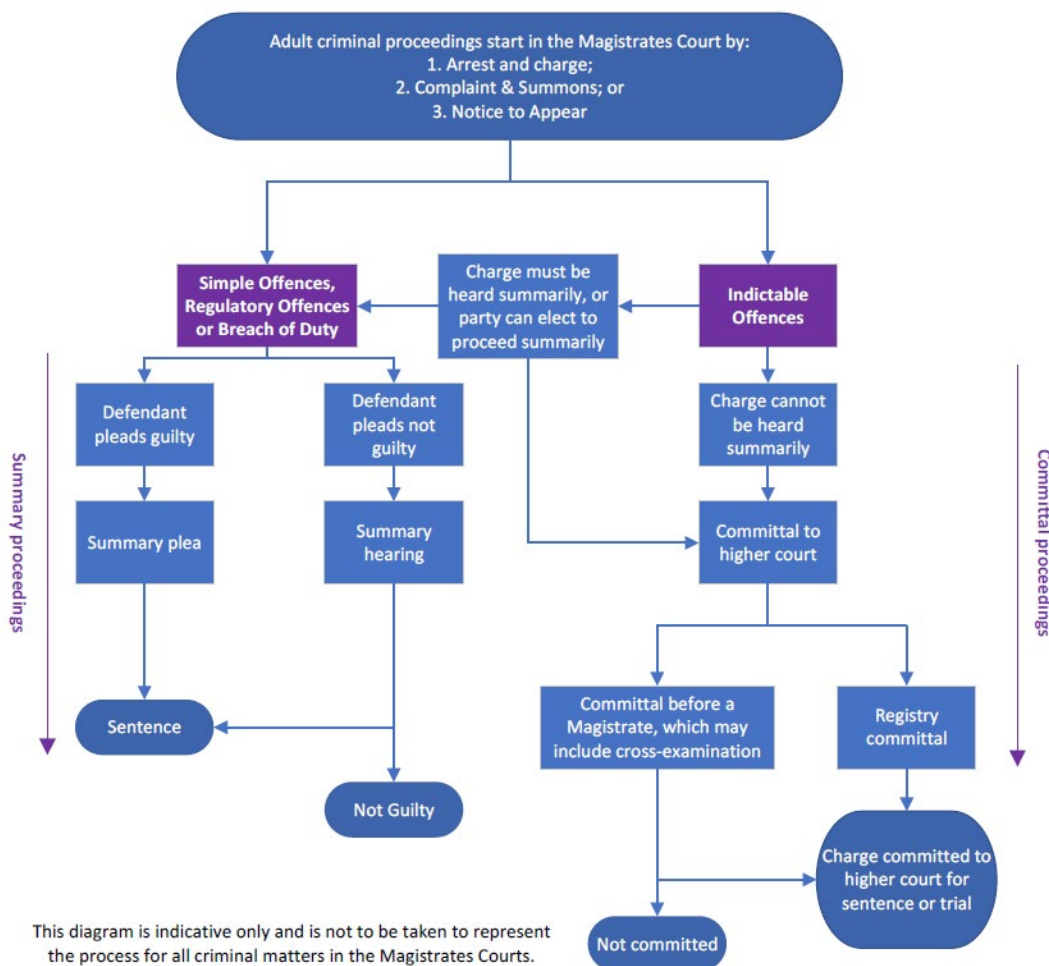 Adult criminal proceedings start in the Magistrates Court by:
1. Arrest and charge;
2. Complaint & Summons; or
3. Notice to Appear
Simple Offences,
Regulatory Offences
or Breach of Duty
Charge must be
heard summarily, or
party can elect to
proceed summarily
Indictable
Offences
Defendant
pleads guilty
Defendant
pleads not
guilty
Charge cannot
be heard
summarily
Summary plea
Summary
hearing
Committal to
higher court
Summary proceedings
Committal proceedings
Sentence
Committal before a
Magistrate, which may
include cross-examination
Registry
committal
Not Guilty
Charge committed to
higher court for
sentence or trial
Not committed
This diagram is indicative only and is not to be taken to represent
the process for all criminal matters in the Magistrates Courts.